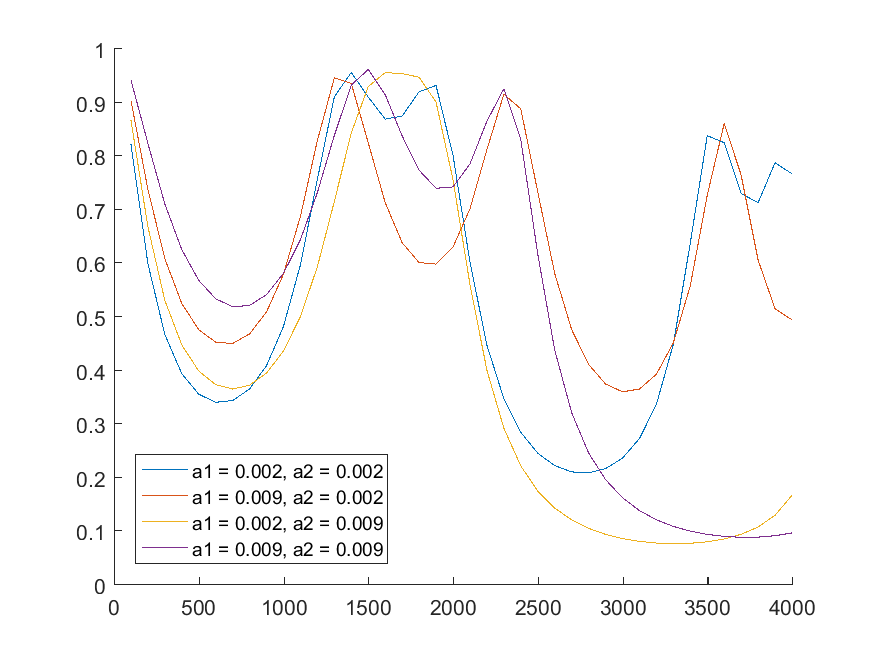 1
0.9
0.8
0.7
0.6
0.5
0.4
0.3
0.2
0.1
0
a1 = 0.002, a2 = 0.002
a1 = 0.009, a2 = 0.002
a1 = 0.002, a2 = 0.009
a1 = 0.009, a2 = 0.009
0 500 1000 1500 2000 2500 3000 3500 4000